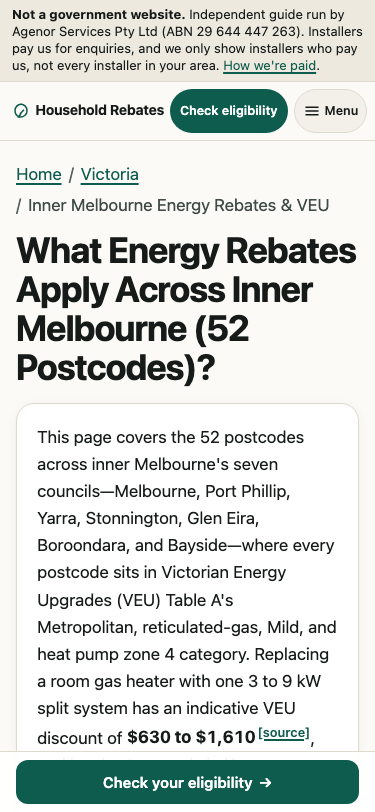 Not a government website. Independent guide run by
Agenor Services Pty Ltd (ABN 29 644 447 263). Installers
pay us for enquiries, and we only show installers who pay
us, not every installer in your area. How we're paid.
Household Rebates
Check eligibility
Menu
Home / Victoria
/ Inner Melbourne Energy Rebates & VEU
What Energy Rebates
Apply Across Inner
Melbourne (52
Postcodes)?
This page covers the 52 postcodes
across inner Melbourne's seven
councils—Melbourne, Port Phillip,
Yarra, Stonnington, Glen Eira,
Boroondara, and Bayside—where every
postcode sits in Victorian Energy
Upgrades (VEU) Table A's
Metropolitan, reticulated-gas, Mild, and
heat pump zone 4 category. Replacing
a room gas heater with one 3 to 9 kW
split system has an indicative VEU
discount of $630 to $1,610 [source],
Check your eligibility →